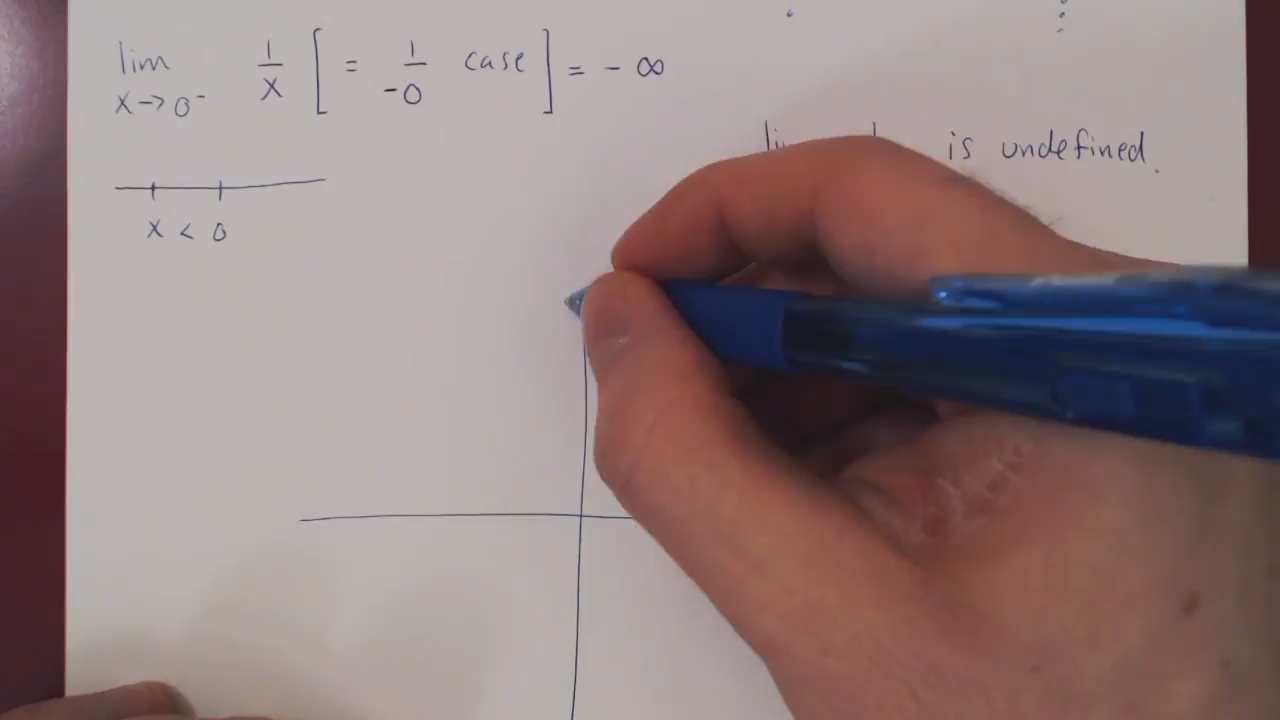 lim x→0⁻ 1/x [ = 1/-0 case ] = - ∞
is undefined.
x < 0